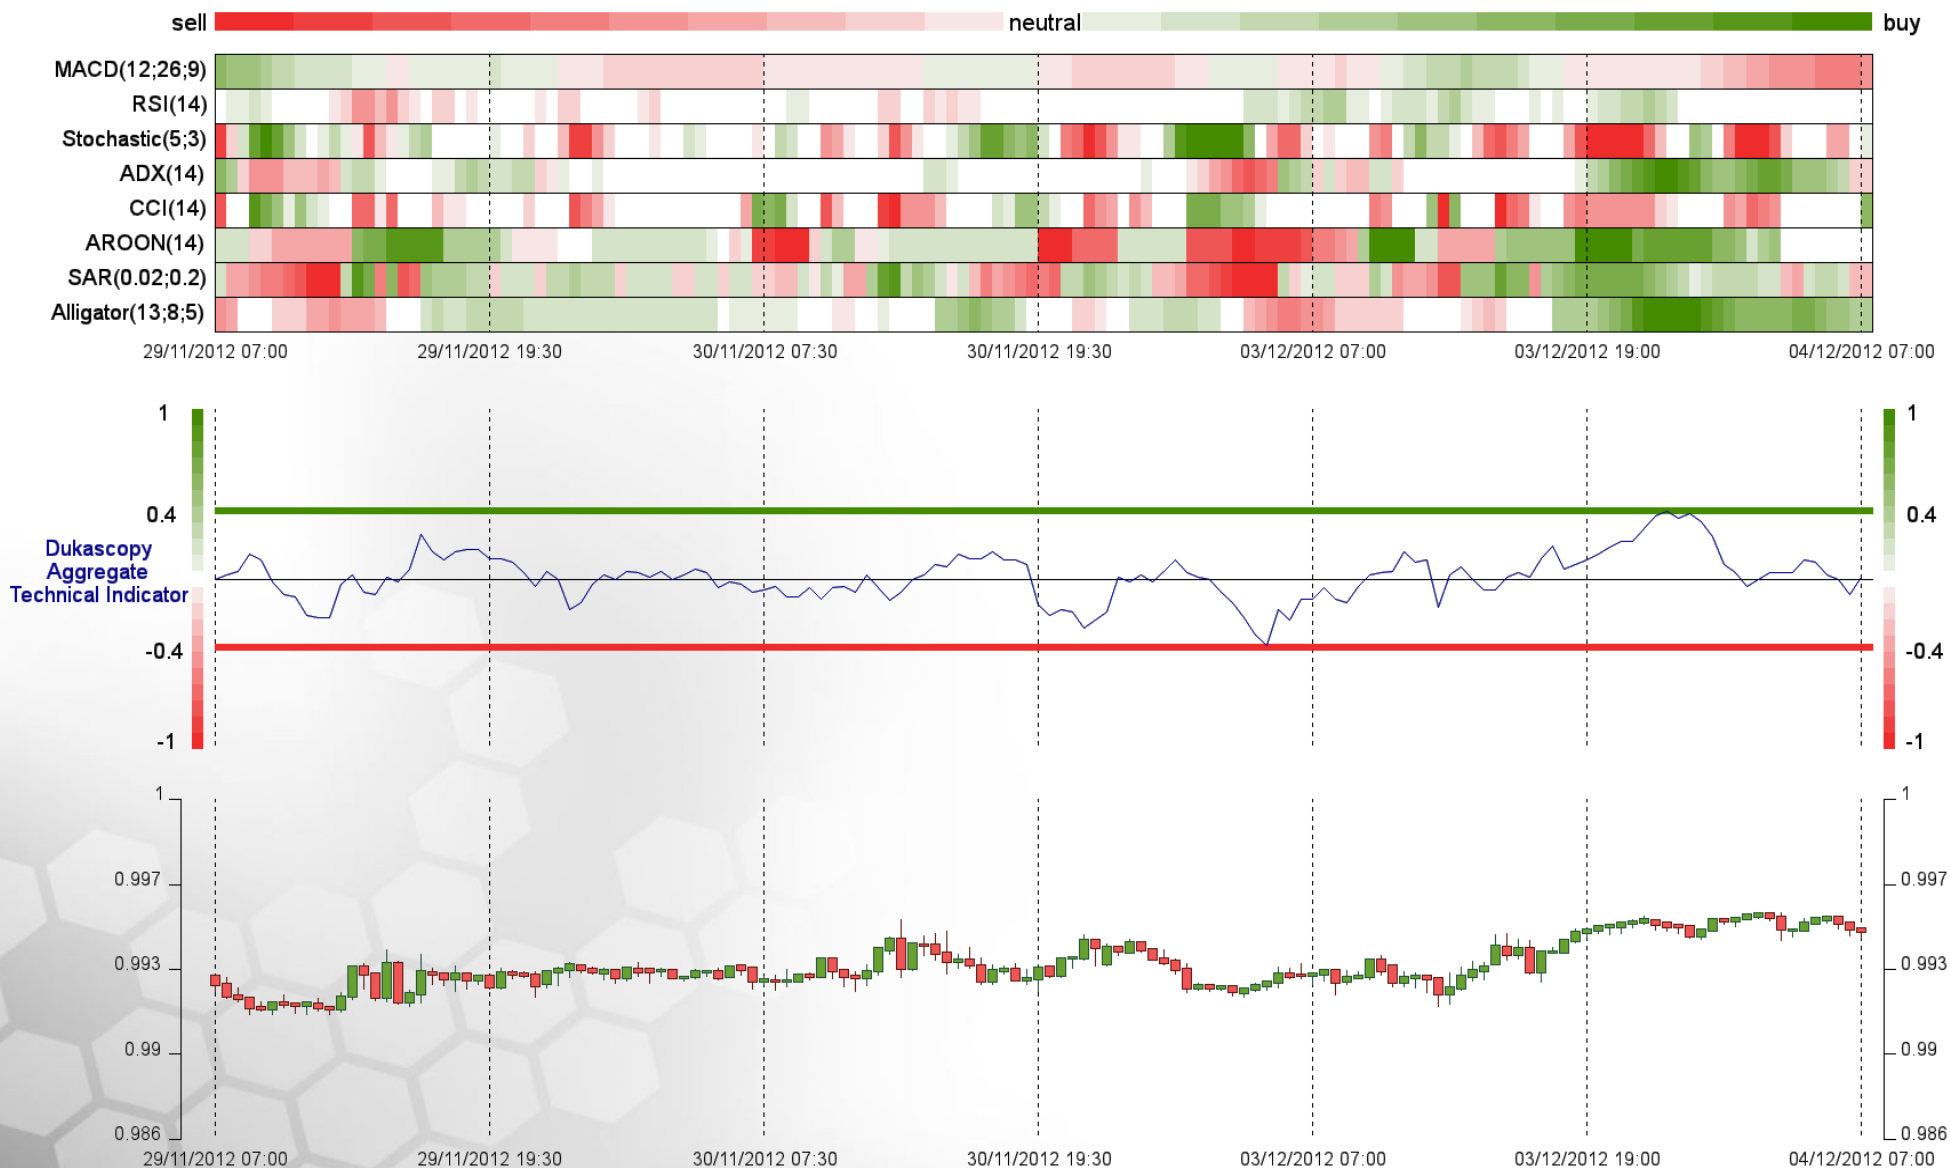 sell neutral buy
MACD(12;26;9)
RSI(14)
Stochastic(5;3)
ADX(14)
CCI(14)
AROON(14)
SAR(0.02;0.2)
Alligator(13;8;5)
29/11/2012 07:00 29/11/2012 19:30 30/11/2012 07:30 30/11/2012 19:30 03/12/2012 07:00 03/12/2012 19:00 04/12/2012 07:00
1 1
0.4 0.4
Dukascopy
Aggregate
Technical Indicator
-0.4 -0.4
-1 -1
1 1
0.997 0.997
0.993 0.993
0.99 0.99
0.986 0.986
29/11/2012 07:00 29/11/2012 19:30 30/11/2012 07:30 30/11/2012 19:30 03/12/2012 07:00 03/12/2012 19:00 04/12/2012 07:00